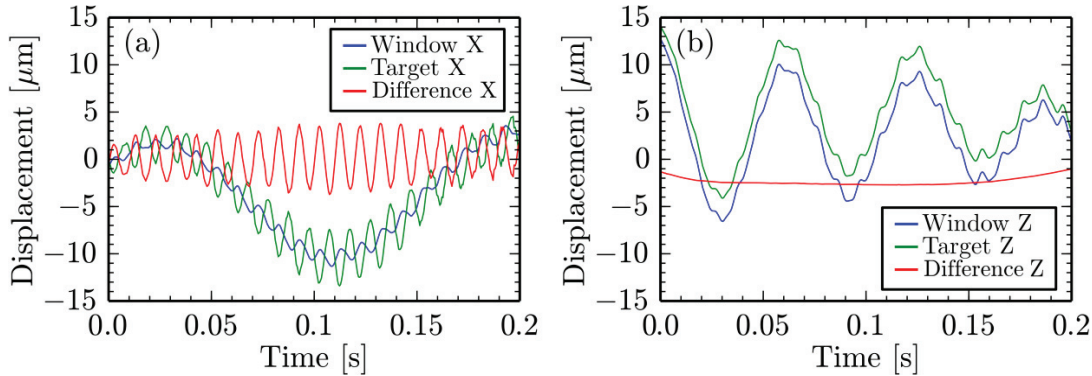 (a)
Window X
Target X
Difference X
Displacement [μm]
15
10
5
0
−5
−10
−15
0.0
0.05
0.1
0.15
0.2
Time [s]
(b)
Window Z
Target Z
Difference Z
Displacement [μm]
15
10
5
0
−5
−10
−15
0.0
0.05
0.1
0.15
0.2
Time [s]